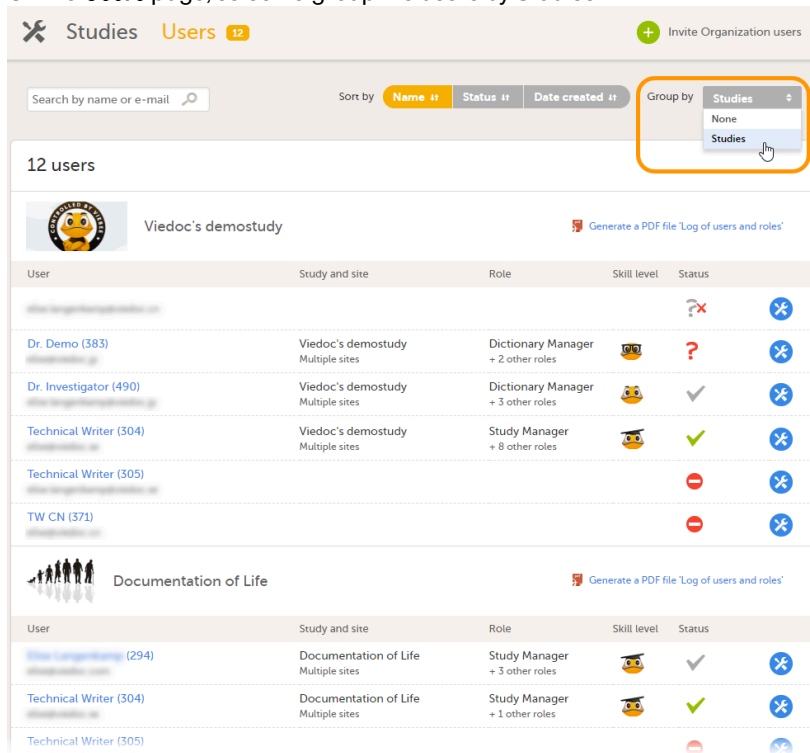 Studies Users 12 Invite Organization users
Search by name or e-mail Sort by Name Status Date created Group by Studies
None
Studies
12 users
CONTROLLED BY VIEDOC
Viedoc's demostudy Generate a PDF file 'Log of users and roles'
User Study and site Role Skill level Status
Dr. Demo (383) Viedoc's demostudy Dictionary Manager
Multiple sites + 2 other roles
Dr. Investigator (490) Viedoc's demostudy Dictionary Manager
Multiple sites + 3 other roles
Technical Writer (304) Viedoc's demostudy Study Manager
Multiple sites + 8 other roles
Technical Writer (305)
TW CN (371)
Documentation of Life Generate a PDF file 'Log of users and roles'
User Study and site Role Skill level Status
(294) Documentation of Life Study Manager
Multiple sites + 3 other roles
Technical Writer (304) Documentation of Life Study Manager
Multiple sites + 1 other roles
Technical Writer (305)